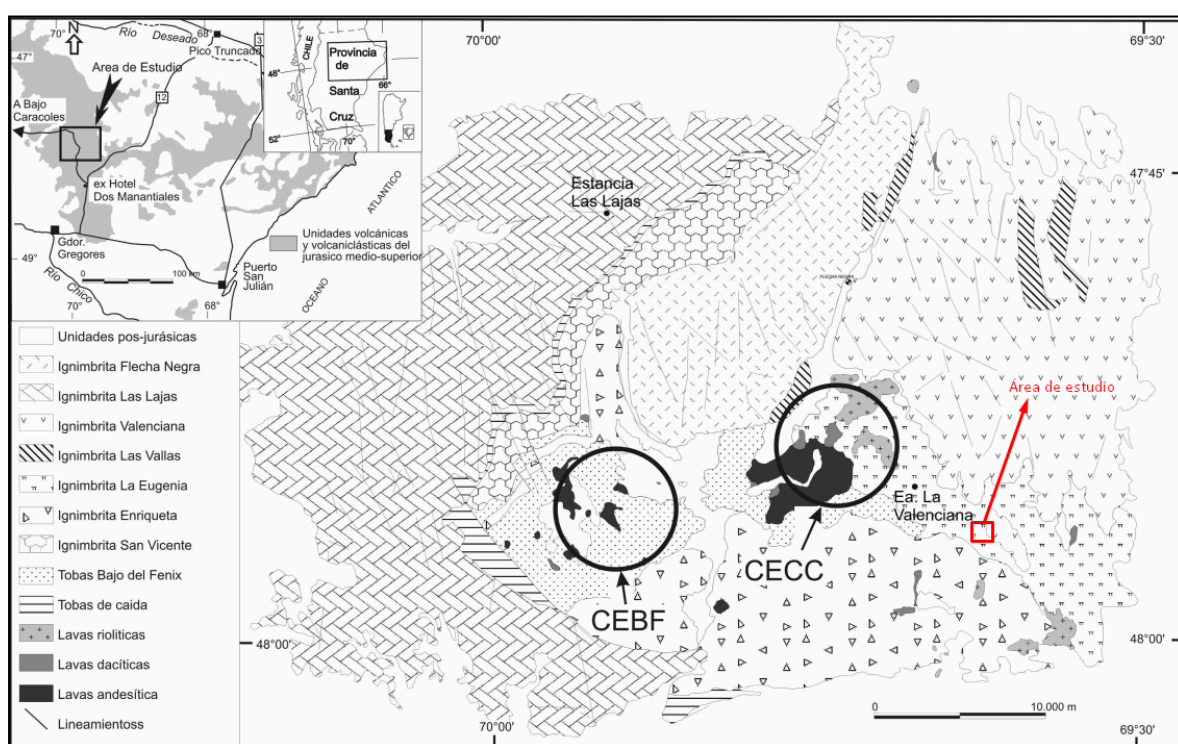 70°
N
Río Deseado
68°
Pico Truncado
3
47°
Area de Estudio
12
A Bajo
Caracoles
ex Hotel
Dos Manantiales
Gdor.
Gregores
49°
Río Chico
0
100 km
70°
68°
Puerto
San
Julián
OCEANO
ATLANTICO
Unidades volcánicas
y volcaniclásticas del
jurasico medio-superior
CHILE
Provincia
de
Santa
Cruz
48°
52°
70°
66°
Unidades pos-jurásicas
Ignimbrita Flecha Negra
Ignimbrita Las Lajas
Ignimbrita Valenciana
Ignimbrita Las Vallas
Ignimbrita La Eugenia
Ignimbrita Enriqueta
Ignimbrita San Vicente
Tobas Bajo del Fenix
Tobas de caida
Lavas rioliticas
Lavas dacíticas
Lavas andesítica
Lineamientoss
70°00'
69°30'
47°45'
Estancia
Las Lajas
FLECHA NEGRA
Área de estudio
Ea. La
Valenciana
CECC
CEBF
48°00'
48°00'
0
10.000 m
70°00'
69°30'